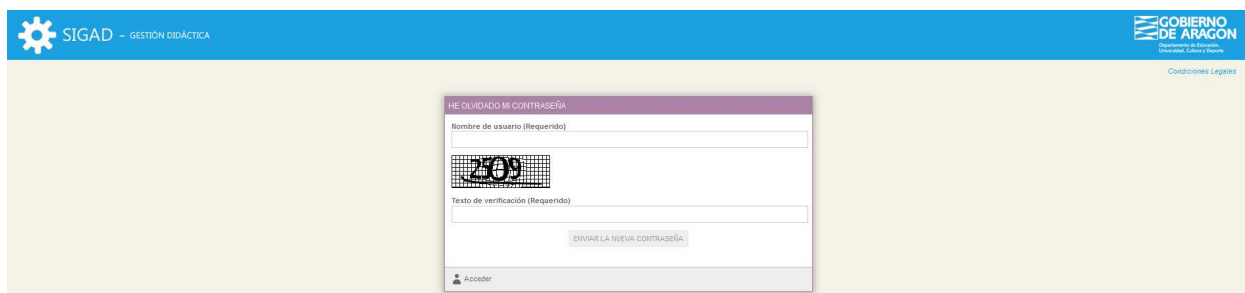 SIGAD - GESTIÓN DIDÁCTICA
GOBIERNO
DE ARAGON
Departamento de Educación,
Universidad, Cultura y Deporte
Condiciones Legales
HE OLVIDADO MI CONTRASEÑA
Nombre de usuario (Requerido)
Texto de verificación (Requerido)
ENVIAR LA NUEVA CONTRASEÑA
Acceder